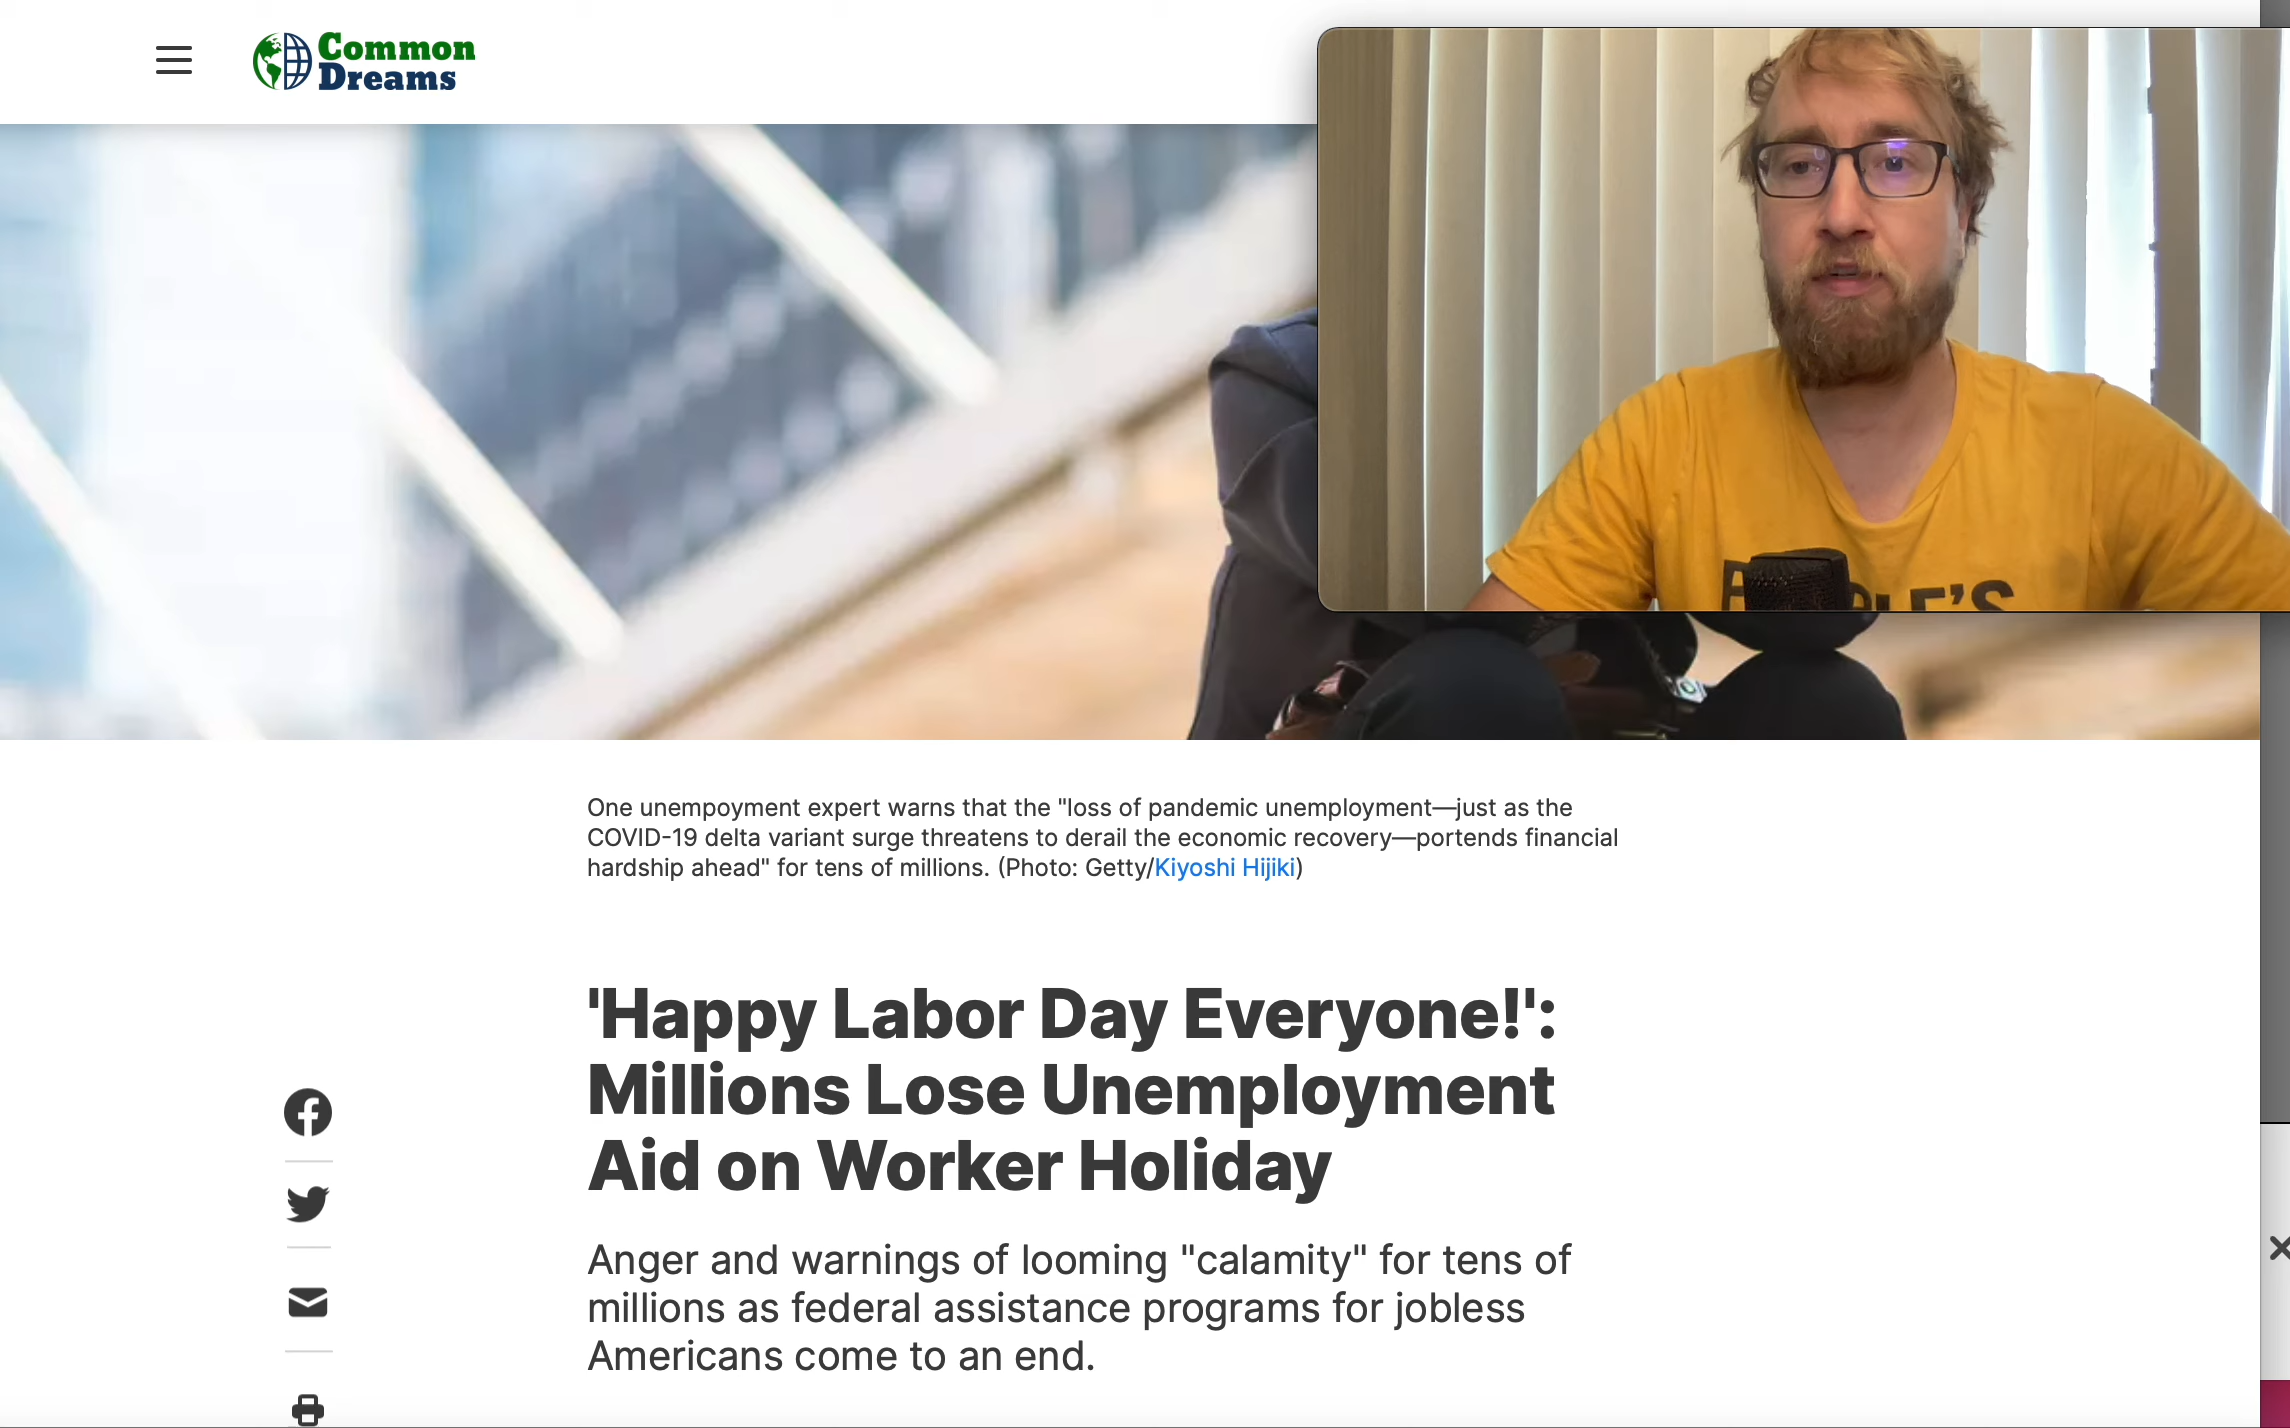 Common
Dreams
PEOPLE'S
One unempoyment expert warns that the "loss of pandemic unemployment—just as the
COVID-19 delta variant surge threatens to derail the economic recovery—portends financial
hardship ahead" for tens of millions. (Photo: Getty/Kiyoshi Hijiki)
'Happy Labor Day Everyone!':
Millions Lose Unemployment
Aid on Worker Holiday
Anger and warnings of looming "calamity" for tens of
millions as federal assistance programs for jobless
Americans come to an end.